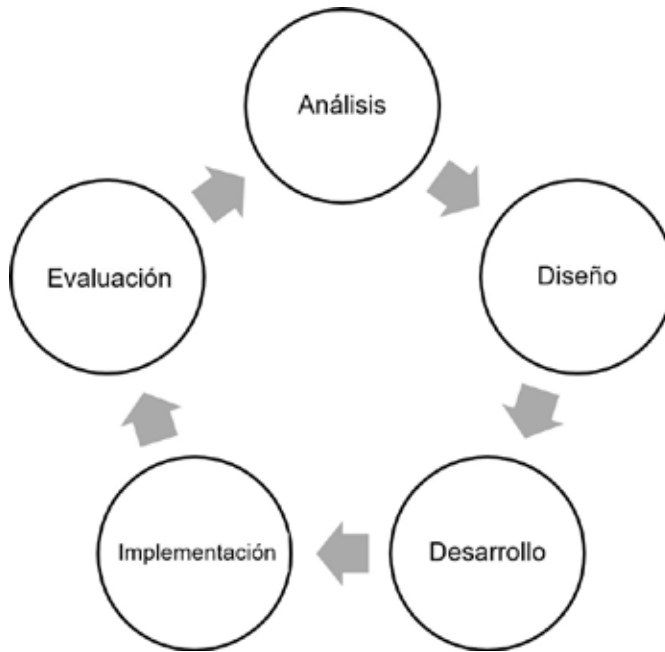 Análisis
Diseño
Desarrollo
Implementación
Evaluación